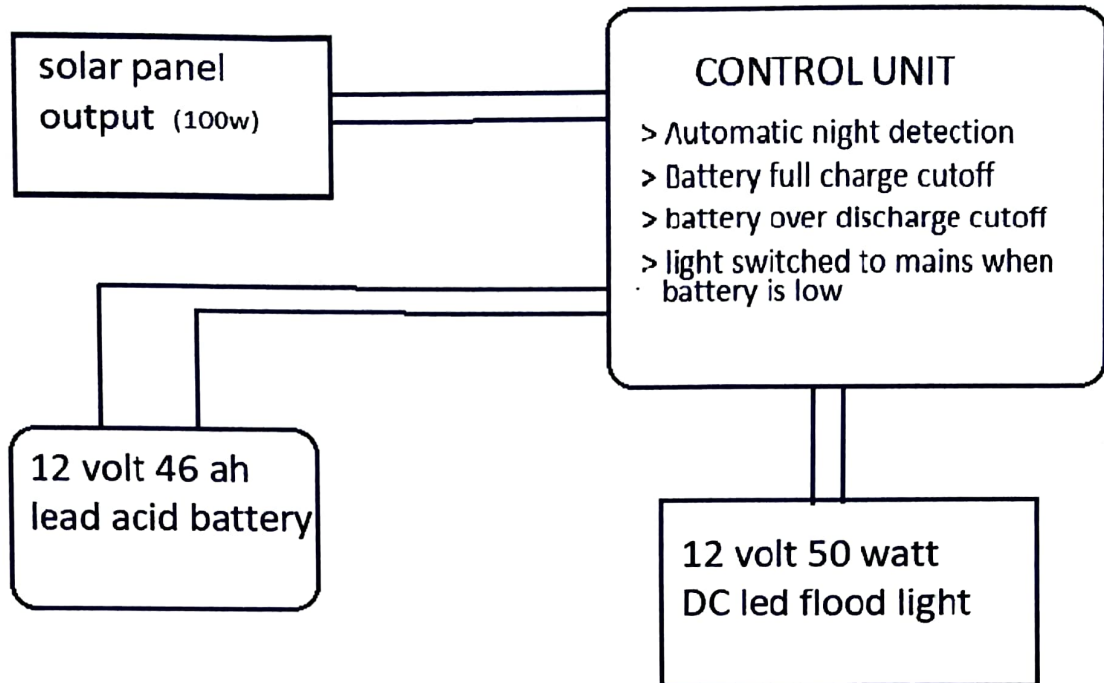 solar panel
output (100w)
CONTROL UNIT
> Automatic night detection
> Battery full charge cutoff
> battery over discharge cutoff
> light switched to mains when
battery is low
12 volt 46 ah
lead acid battery
12 volt 50 watt
DC led flood light